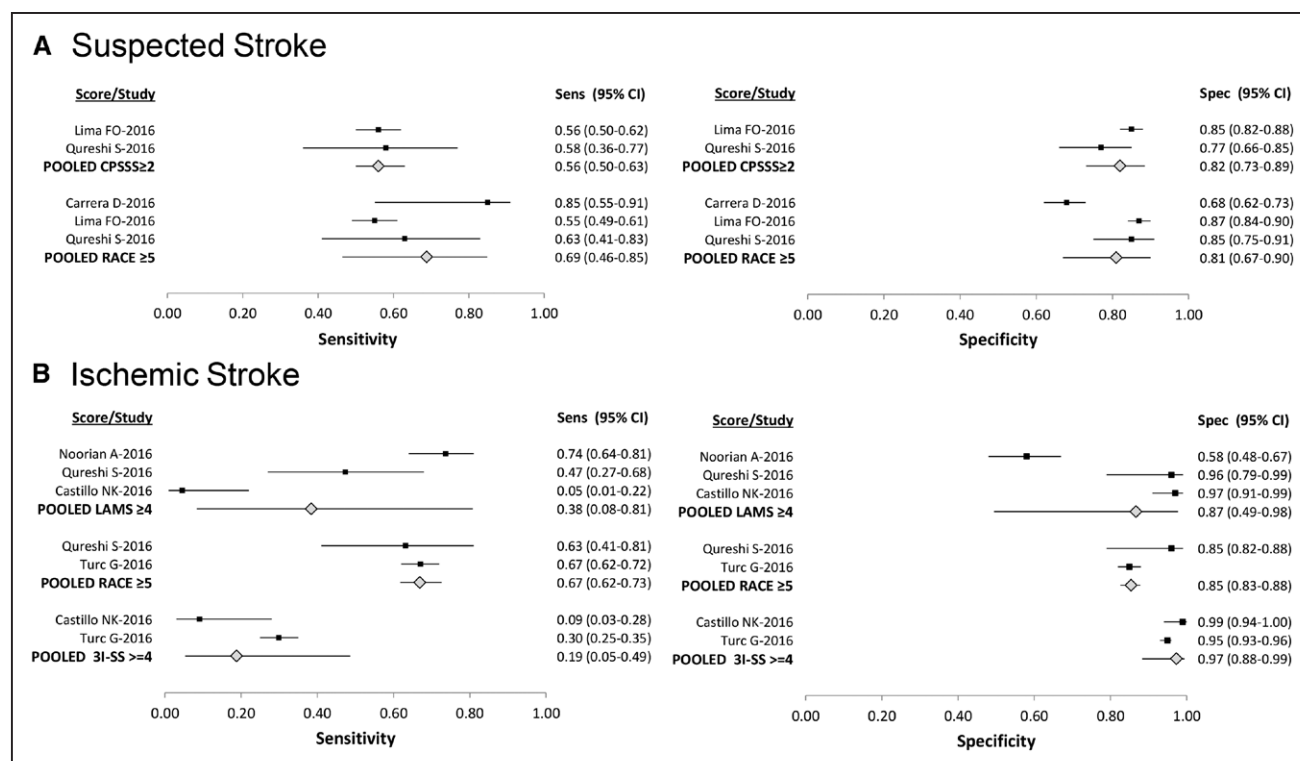 A Suspected Stroke
Score/Study Sens (95% CI)
Lima FO-2016 0.56 (0.50-0.62)
Qureshi S-2016 0.58 (0.36-0.77)
POOLED CPSSS≥2 0.56 (0.50-0.63)
Carrera D-2016 0.85 (0.55-0.91)
Lima FO-2016 0.55 (0.49-0.61)
Qureshi S-2016 0.63 (0.41-0.83)
POOLED RACE ≥5 0.69 (0.46-0.85)
0.00 0.20 0.40 0.60 0.80 1.00
Sensitivity
Score/Study Spec (95% CI)
Lima FO-2016 0.85 (0.82-0.88)
Qureshi S-2016 0.77 (0.66-0.85)
POOLED CPSSS≥2 0.82 (0.73-0.89)
Carrera D-2016 0.68 (0.62-0.73)
Lima FO-2016 0.87 (0.84-0.90)
Qureshi S-2016 0.85 (0.75-0.91)
POOLED RACE ≥5 0.81 (0.67-0.90)
0.00 0.20 0.40 0.60 0.80 1.00
Specificity
B Ischemic Stroke
Score/Study Sens (95% CI)
Noorian A-2016 0.74 (0.64-0.81)
Qureshi S-2016 0.47 (0.27-0.68)
Castillo NK-2016 0.05 (0.01-0.22)
POOLED LAMS ≥4 0.38 (0.08-0.81)
Qureshi S-2016 0.63 (0.41-0.81)
Turc G-2016 0.67 (0.62-0.72)
POOLED RACE ≥5 0.67 (0.62-0.73)
Castillo NK-2016 0.09 (0.03-0.28)
Turc G-2016 0.30 (0.25-0.35)
POOLED 3I-SS >=4 0.19 (0.05-0.49)
0.00 0.20 0.40 0.60 0.80 1.00
Sensitivity
Score/Study Spec (95% CI)
Noorian A-2016 0.58 (0.48-0.67)
Qureshi S-2016 0.96 (0.79-0.99)
Castillo NK-2016 0.97 (0.91-0.99)
POOLED LAMS ≥4 0.87 (0.49-0.98)
Qureshi S-2016 0.85 (0.82-0.88)
Turc G-2016
POOLED RACE ≥5 0.85 (0.83-0.88)
Castillo NK-2016 0.99 (0.94-1.00)
Turc G-2016 0.95 (0.93-0.96)
POOLED 3I-SS >=4 0.97 (0.88-0.99)
0.00 0.20 0.40 0.60 0.80 1.00
Specificity